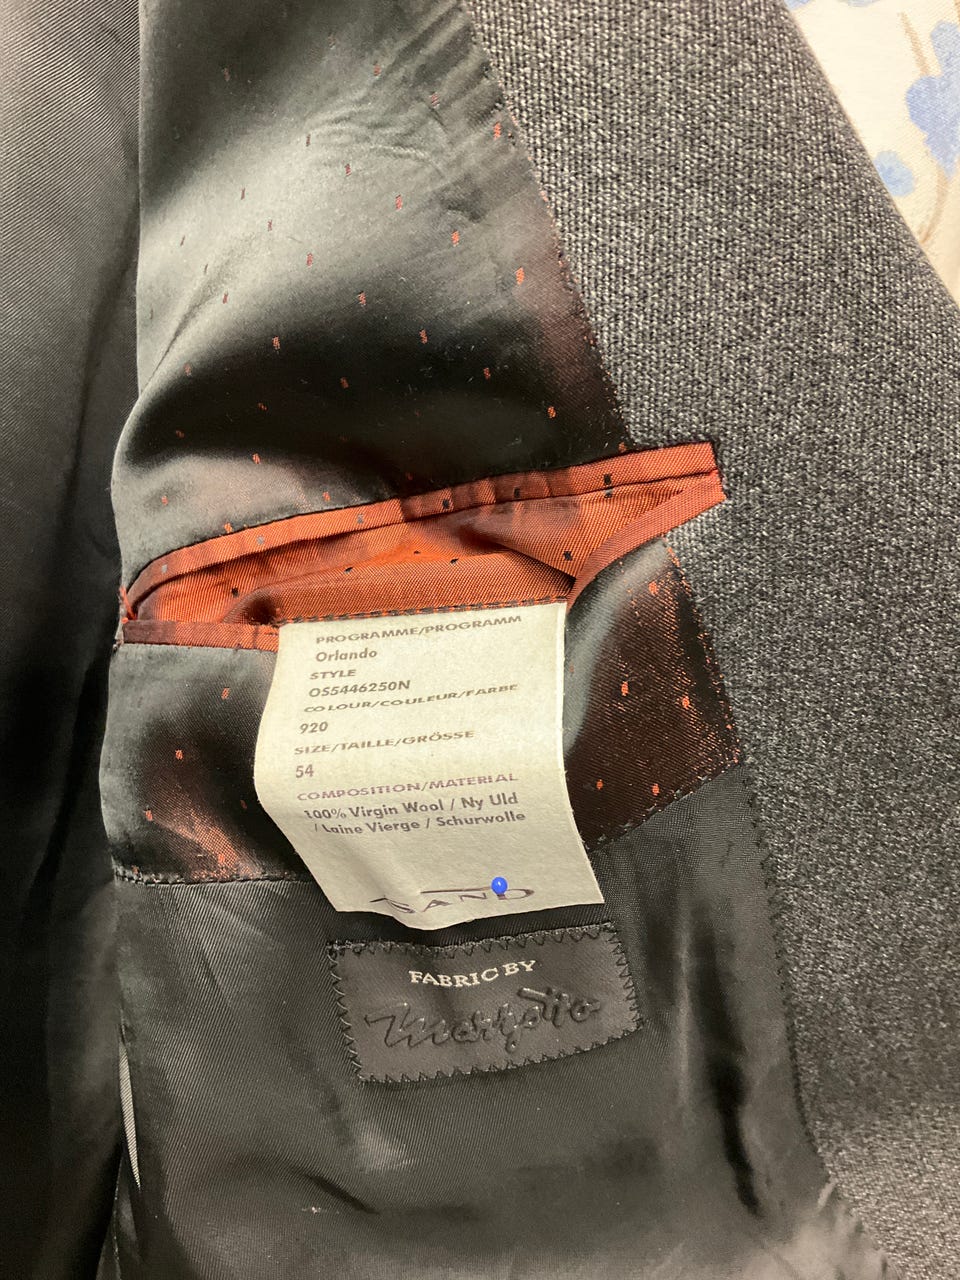 PROGRAMME/PROGRAMM
Orlando
STYLE
OS5446250N
COLOUR/COULEUR/FARBE
920
SIZE/TAILLE/GRÖSSE
54
COMPOSITION/MATERIAL
100% Virgin Wool / Ny Uld
/ Laine Vierge / Schurwolle
SAND
FABRIC BY
Marzotto